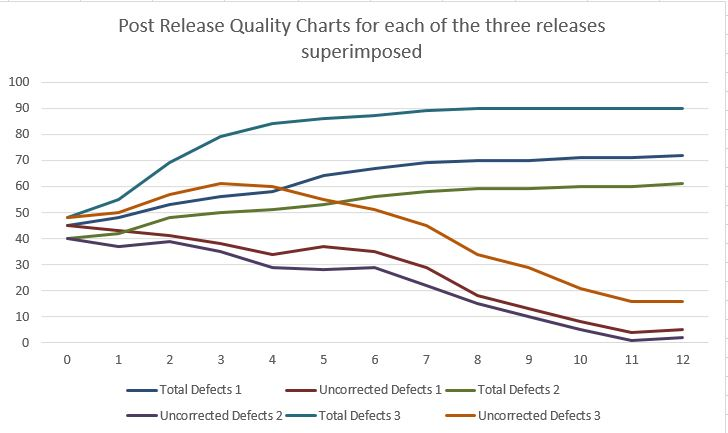 Post Release Quality Charts for each of the three releases
superimposed
100
90
80
70
60
50
40
30
20
10
0
0 1 2 3 4 5 6 7 8 9 10 11 12
Total Defects 1 Uncorrected Defects 1 Total Defects 2
Uncorrected Defects 2 Total Defects 3 Uncorrected Defects 3